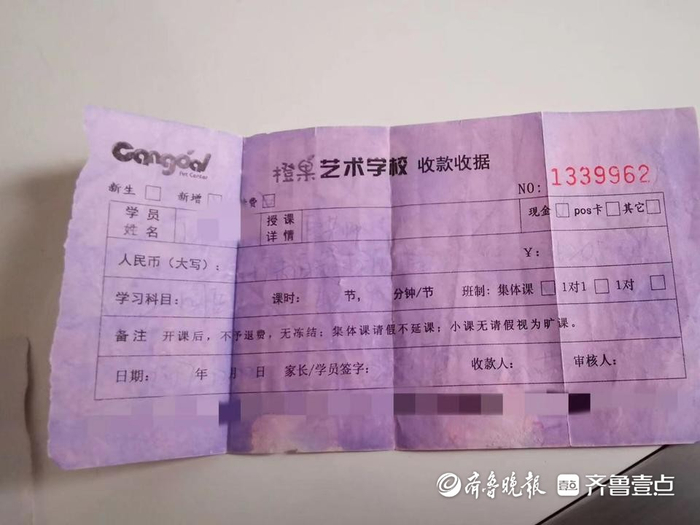 Gangoal
Art Center
橙果艺术学校 收款收据
NO: 1339962
新生 新增 费
学员姓名 授课详情 现金 pos卡 其它
人民币（大写）： ￥：
学习科目： 课时： 节， 分钟/节 班制：集体课 1对1 1对
备注 开课后，不予退费，无冻结；集体课请假不延课；小课无请假视为旷课。
日期： 年 月 日 家长/学员签字： 收款人： 审核人：
齐鲁晚报 齐鲁壹点